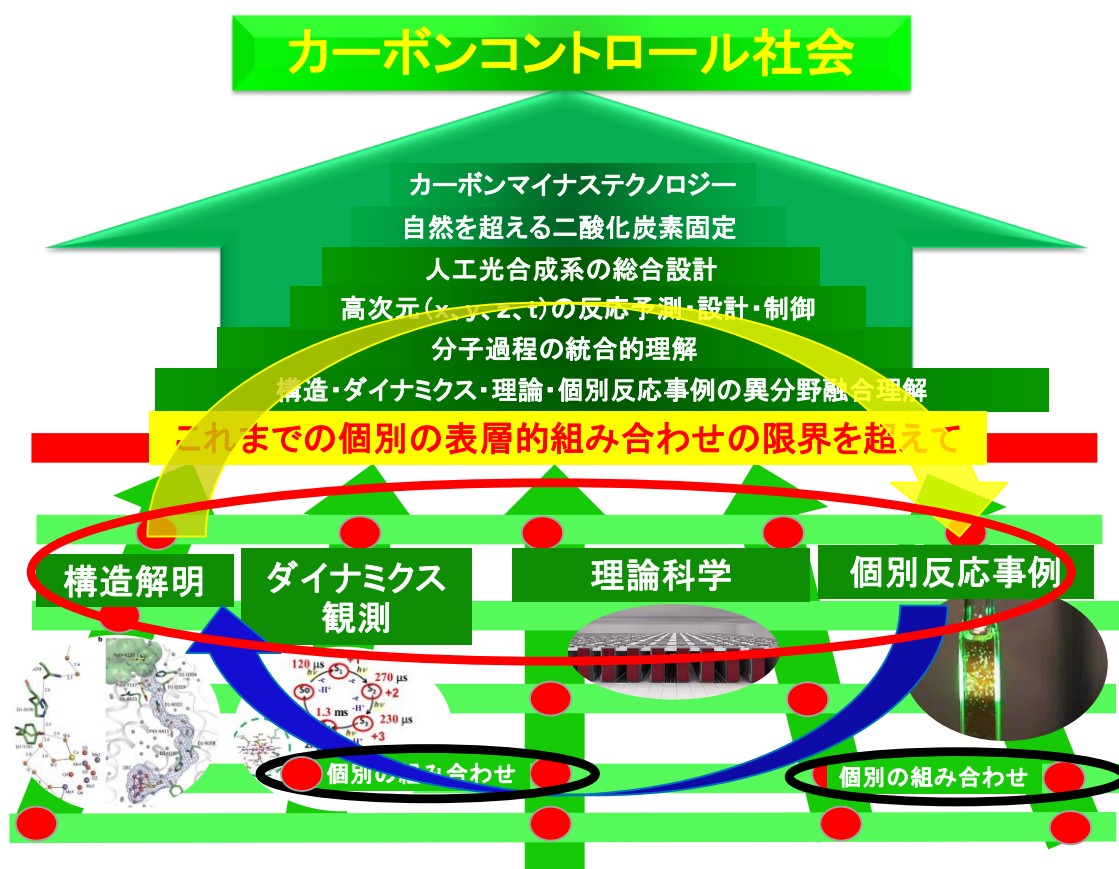 カーボンコントロール社会
カーボンマイナステクノロジー
自然を超える二酸化炭素固定
人工光合成系の総合設計
高次元(x、y、z、t)の反応予測・設計・制御
分子過程の統合的理解
構造・ダイナミクス・理論・個別反応事例の異分野融合理解
これまでの個別の表層的組み合わせの限界を超えて
構造解明
ダイナミクス
観測
理論科学
個別反応事例
b
120 μs
hν
S₁
270 μs
-e
-H⁺
S₀
S₂
+2
1.3 ms
230 μs
S₃
+3
個別の組み合わせ
個別の組み合わせ